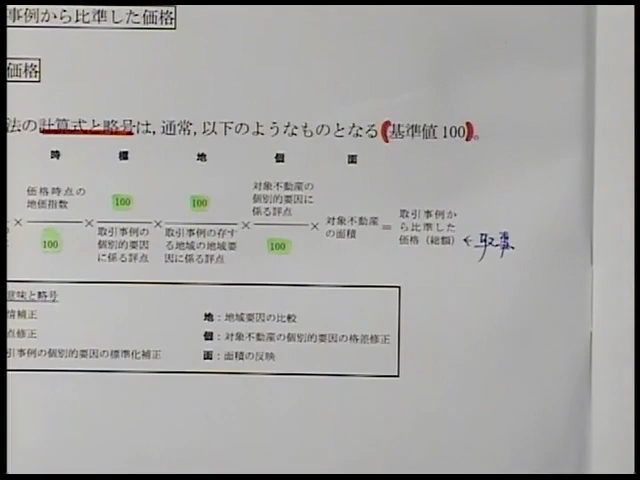 事例から比準した価格
価格
法の計算式と略号は, 通常, 以下のようなものとなる(基準値100)。
時 標 地 個 面
× 価格時点の地価指数 / 100 × 100 / 取引事例の個別的要因に係る評点 × 100 / 取引事例の存する地域の地域要因に係る評点 × 対象不動産の個別的要因に係る評点 / 100 × 対象不動産の面積 = 取引事例から比準した価格(総額) ←
意味と略号
情補正 地:地域要因の比較
点修正 個:対象不動産の個別的要因の格差修正
引事例の個別的要因の標準化補正 面:面積の反映